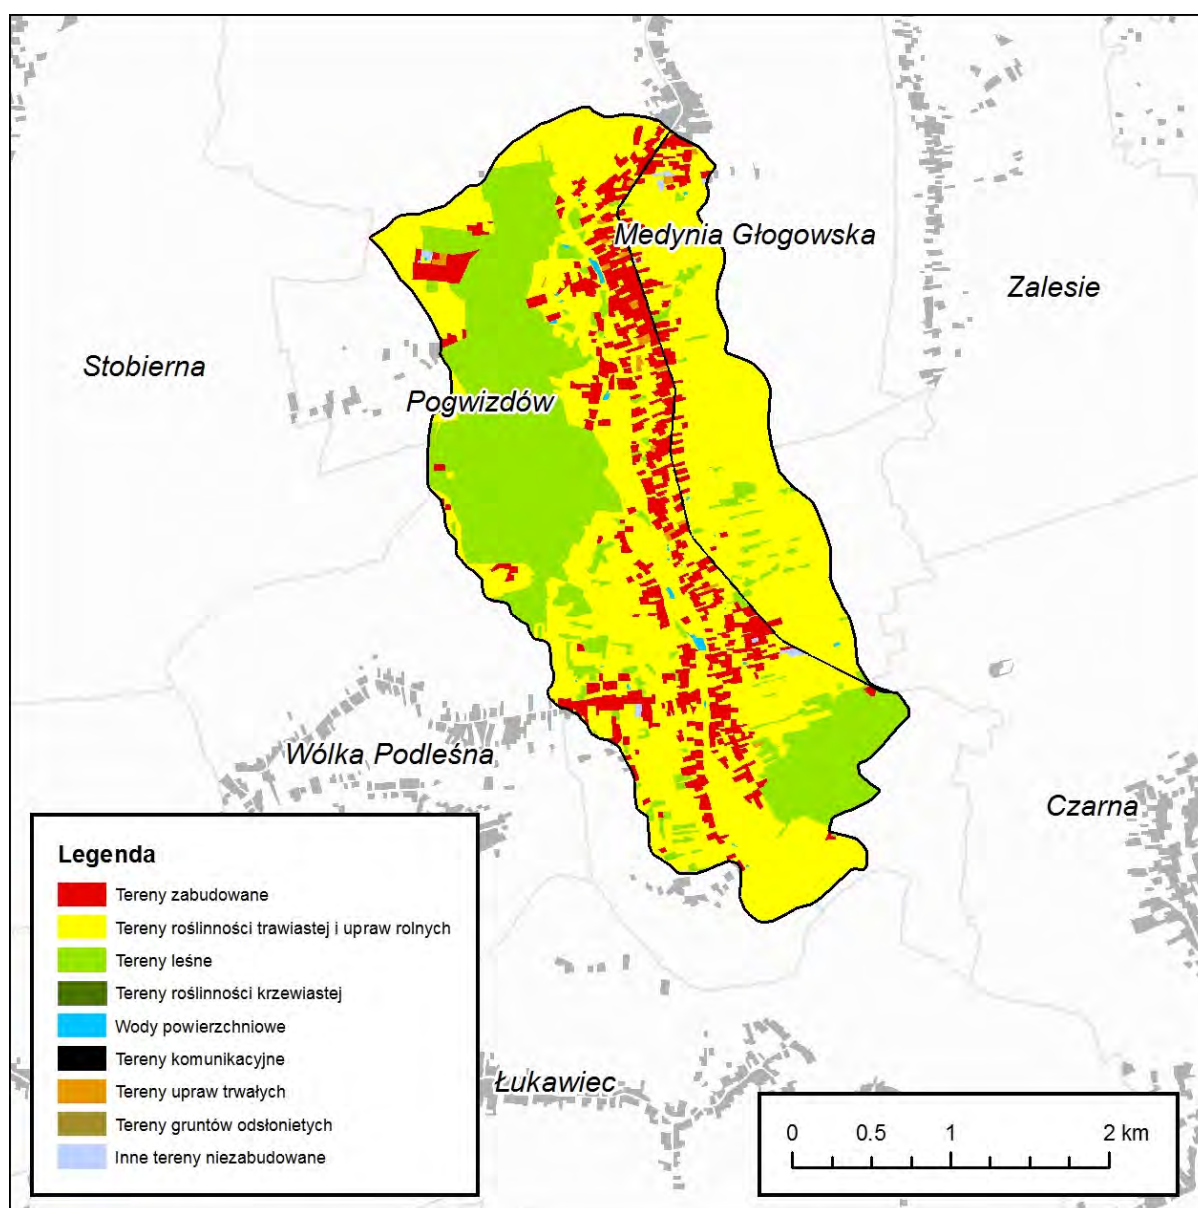 Medynia Głogowska
Zalesie
Stobierna
Pogwizdów
Wólka Podleśna
Czarna
Łukawiec
Legenda
Tereny zabudowane
Tereny roślinności trawiastej i upraw rolnych
Tereny leśne
Tereny roślinności krzewiastej
Wody powierzchniowe
Tereny komunikacyjne
Tereny upraw trwałych
Tereny gruntów odsłonietych
Inne tereny niezabudowane
0 0.5 1 2 km